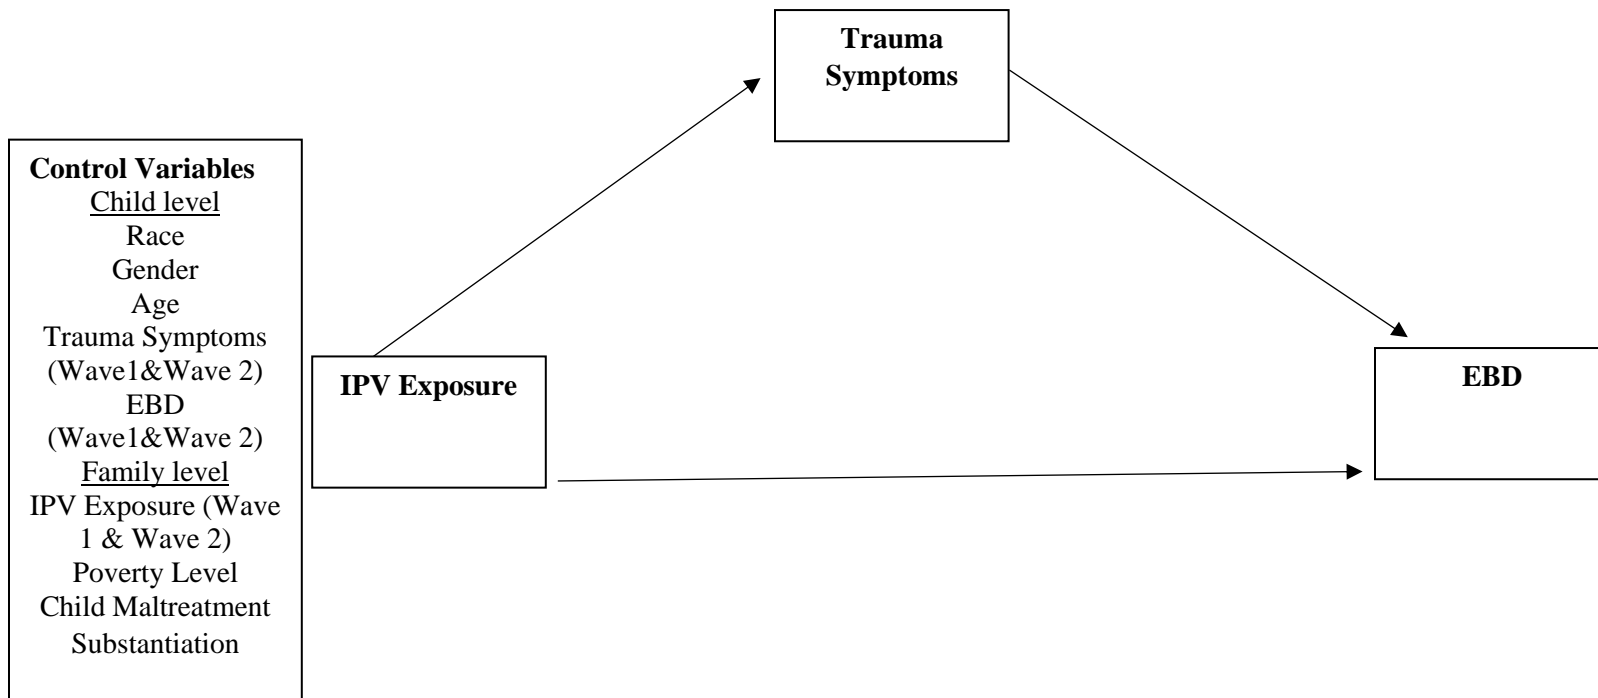 Trauma
Symptoms
Control Variables
Child level
Race
Gender
Age
Trauma Symptoms
(Wave1&Wave 2)
EBD
(Wave1&Wave 2)
Family level
IPV Exposure (Wave
1 & Wave 2)
Poverty Level
Child Maltreatment
Substantiation
IPV Exposure
EBD